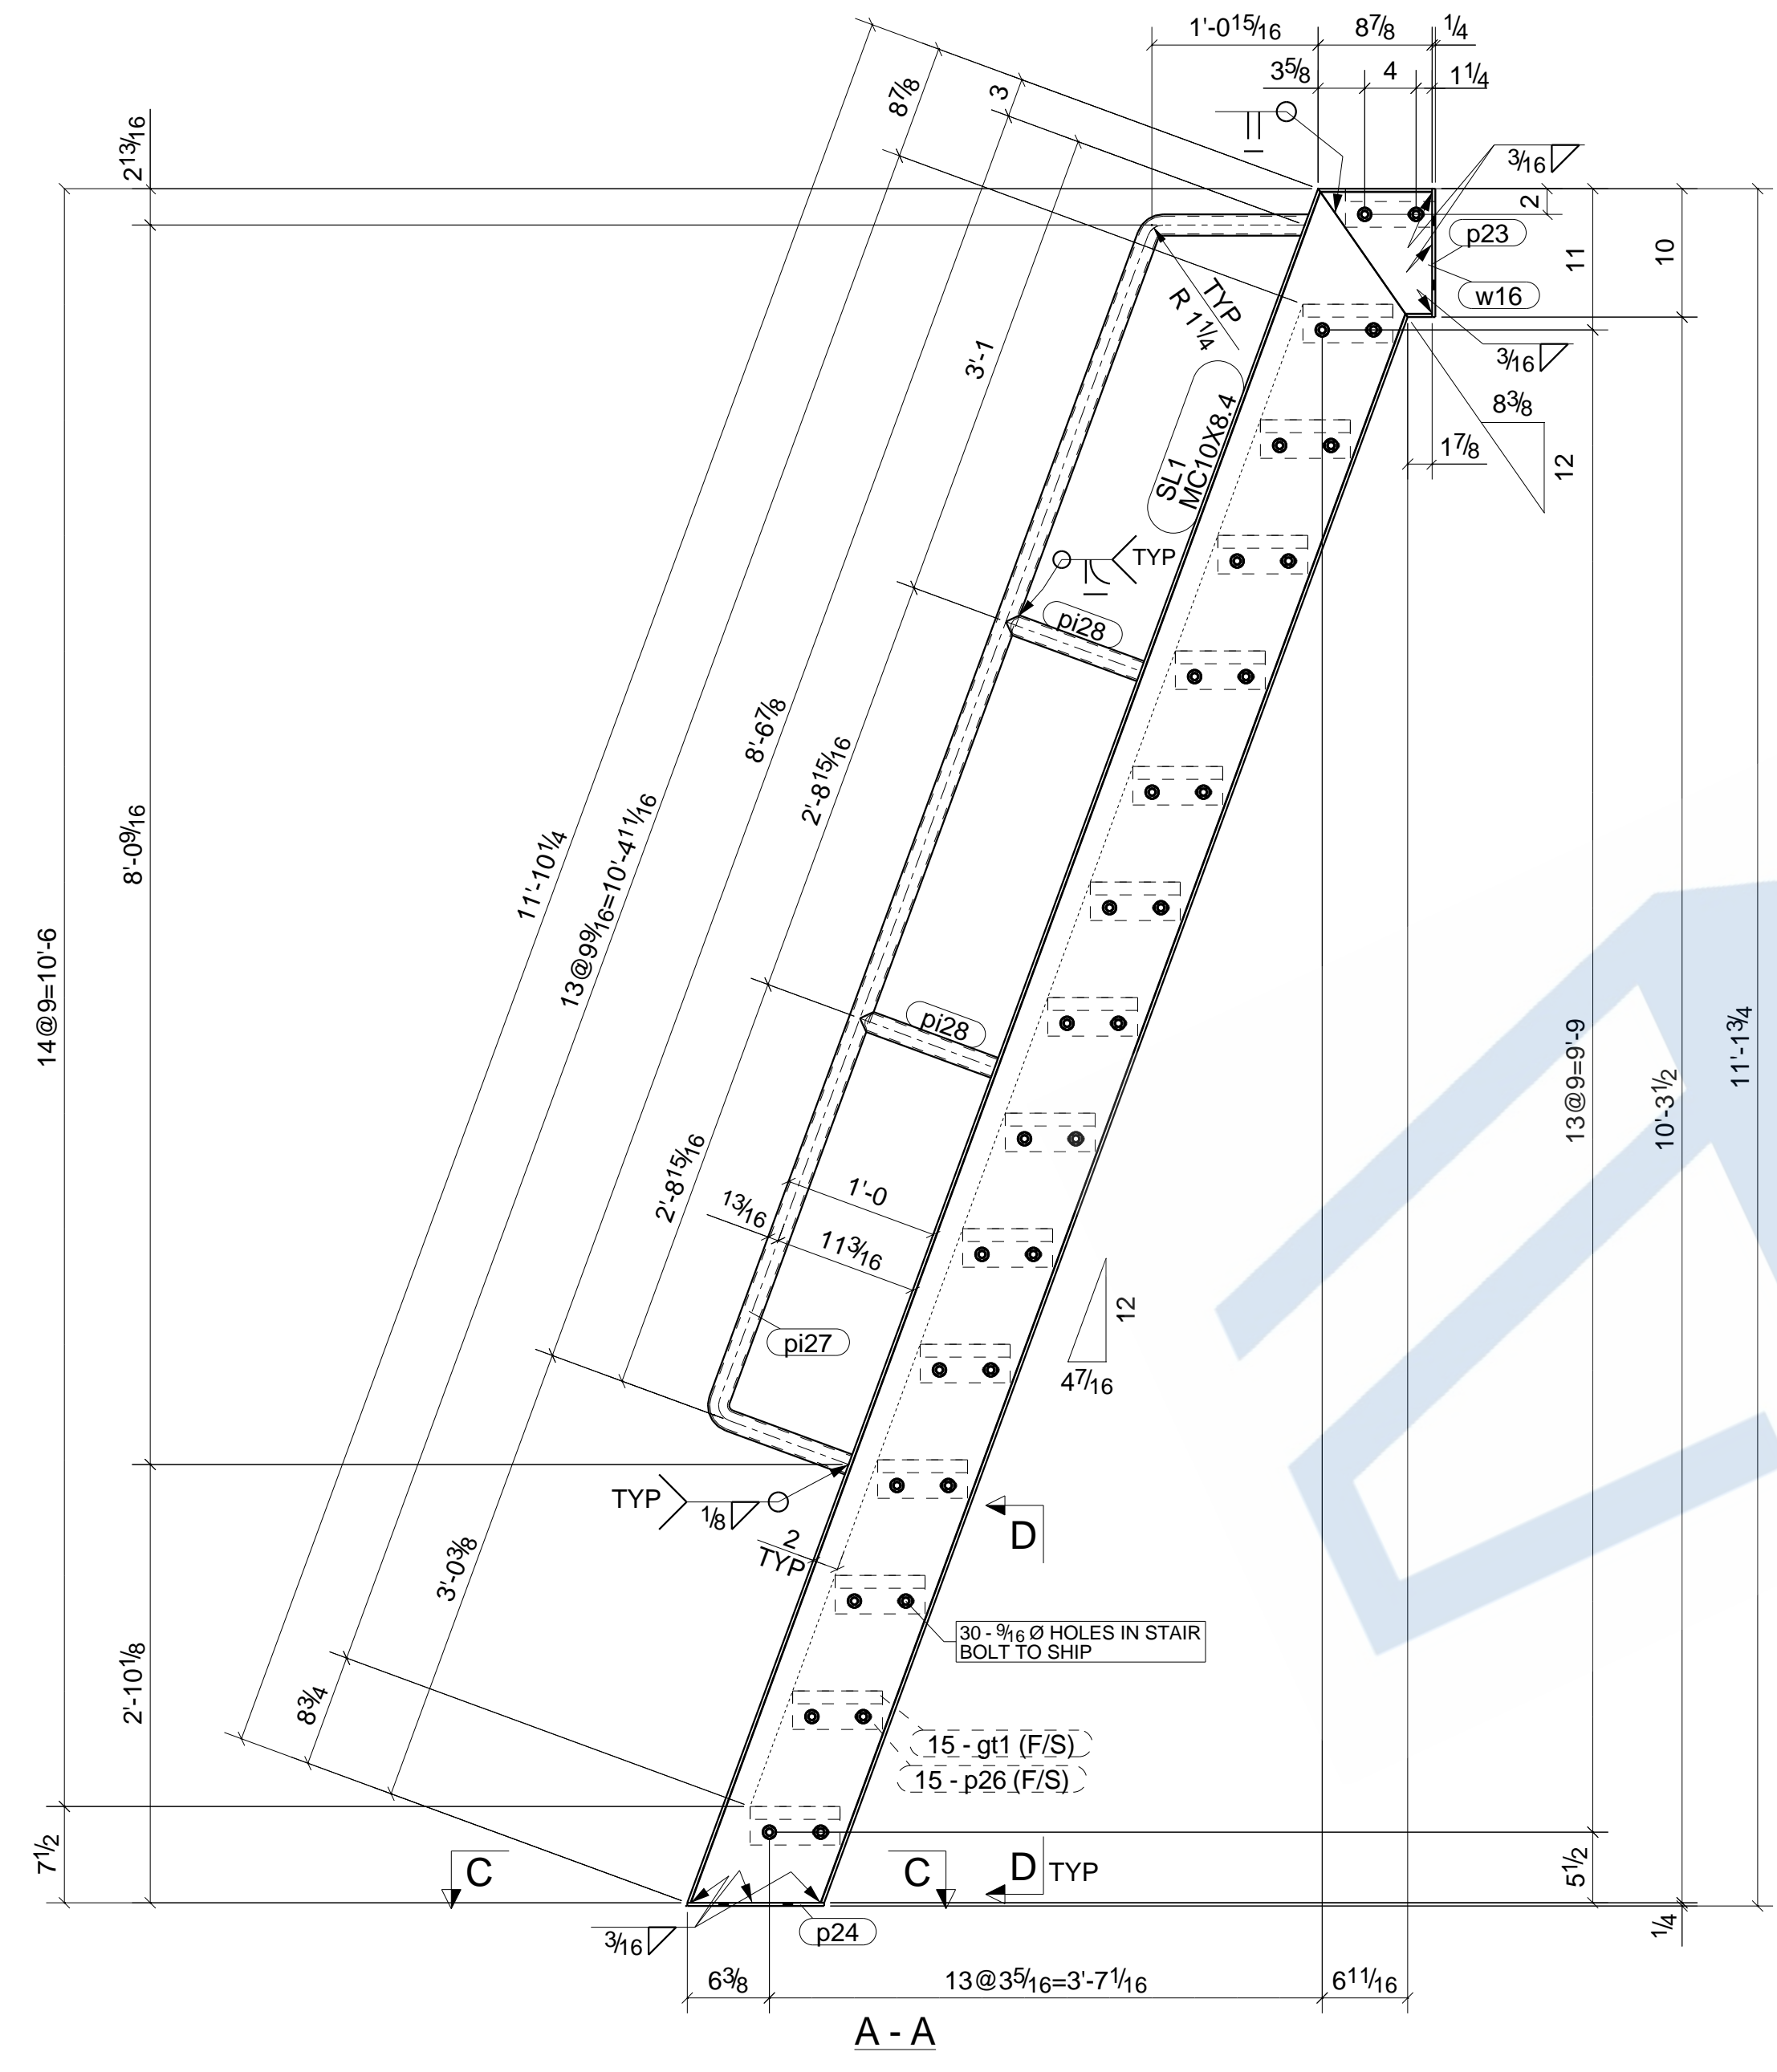 1'-0 15/16
8 7/8
1/4
3 5/8
4
1 1/4
8 7/8
3
2 13/16
3/16
2
p23
11
10
w16
TYP
R 1 1/4
3/16
3'-1
8 3/8
1 7/8
12
SL1
MC10X8.4
TYP
pi28
8'-6 7/8
2'-8 15/16
8'-0 9/16
11'-10 1/4
13@9 9/16=10'-4 11/16
14@9=10'-6
pi28
13@9=9'-9
10'-3 1/2
11'-1 3/4
2'-8 15/16
1'-0
13/16
11 3/16
12
4 7/16
pi27
TYP
1/8
2
TYP
D
3'-0 3/8
30 - 9/16 Ø HOLES IN STAIR
BOLT TO SHIP
2'-10 1/8
8 3/4
15 - gt1 (F/S)
15 - p26 (F/S)
7 1/2
C
C
D
TYP
5 1/2
3/16
p24
1/4
6 3/8
13@3 5/16=3'-7 1/16
6 11/16
A - A